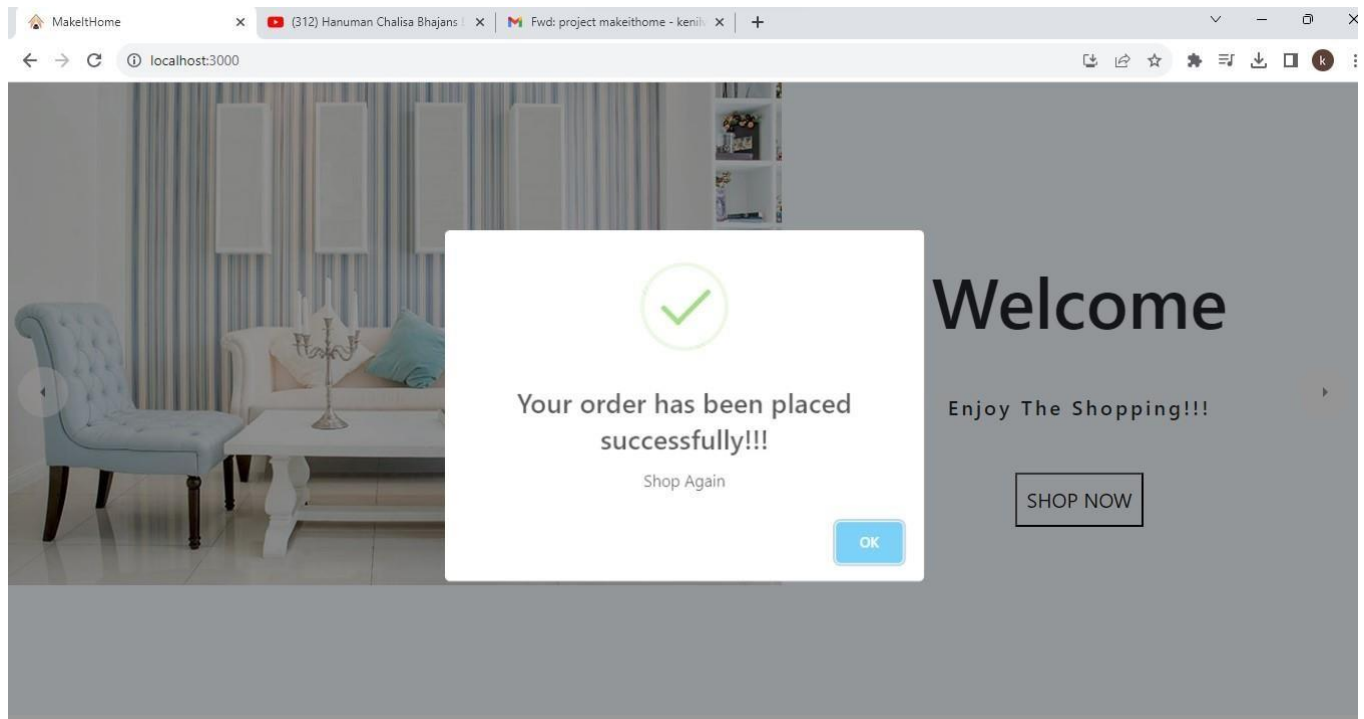 MakeItHome
(312) Hanuman Chalisa Bhajans
Fwd: project makeithome - kenil
localhost:3000
k
Welcome
Your order has been placed
successfully!!!
Enjoy The Shopping!!!
Shop Again
SHOP NOW
OK